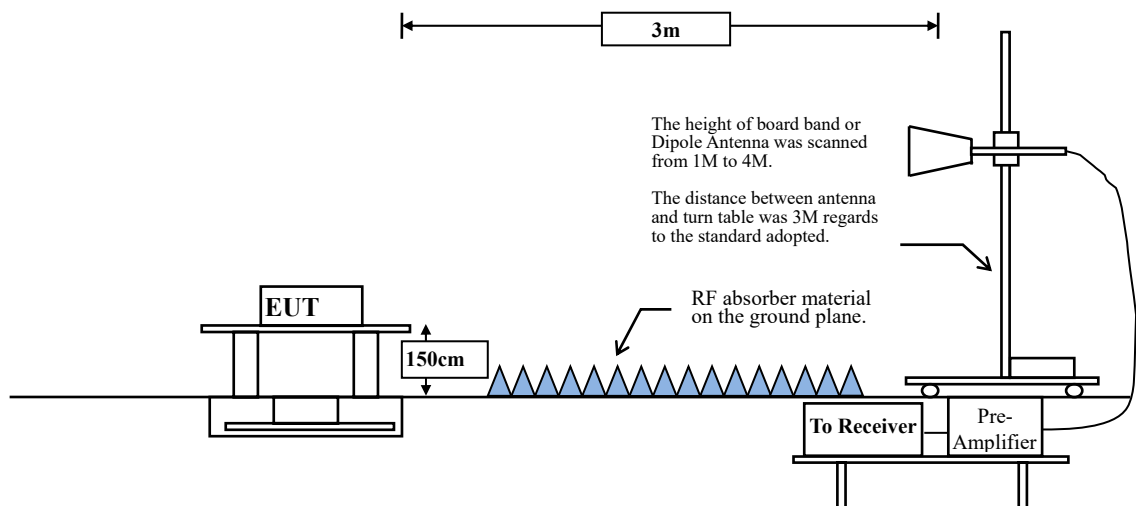 3m
The height of board band or
Dipole Antenna was scanned
from 1M to 4M.
The distance between antenna
and turn table was 3M regards
to the standard adopted.
EUT
150cm
RF absorber material
on the ground plane.
To Receiver
Pre-
Amplifier